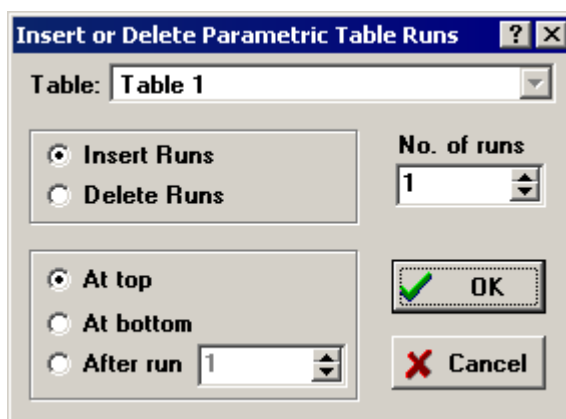 Insert or Delete Parametric Table Runs
Table: Table 1
Insert Runs
Delete Runs
No. of runs
1
At top
At bottom
After run 1
OK
Cancel